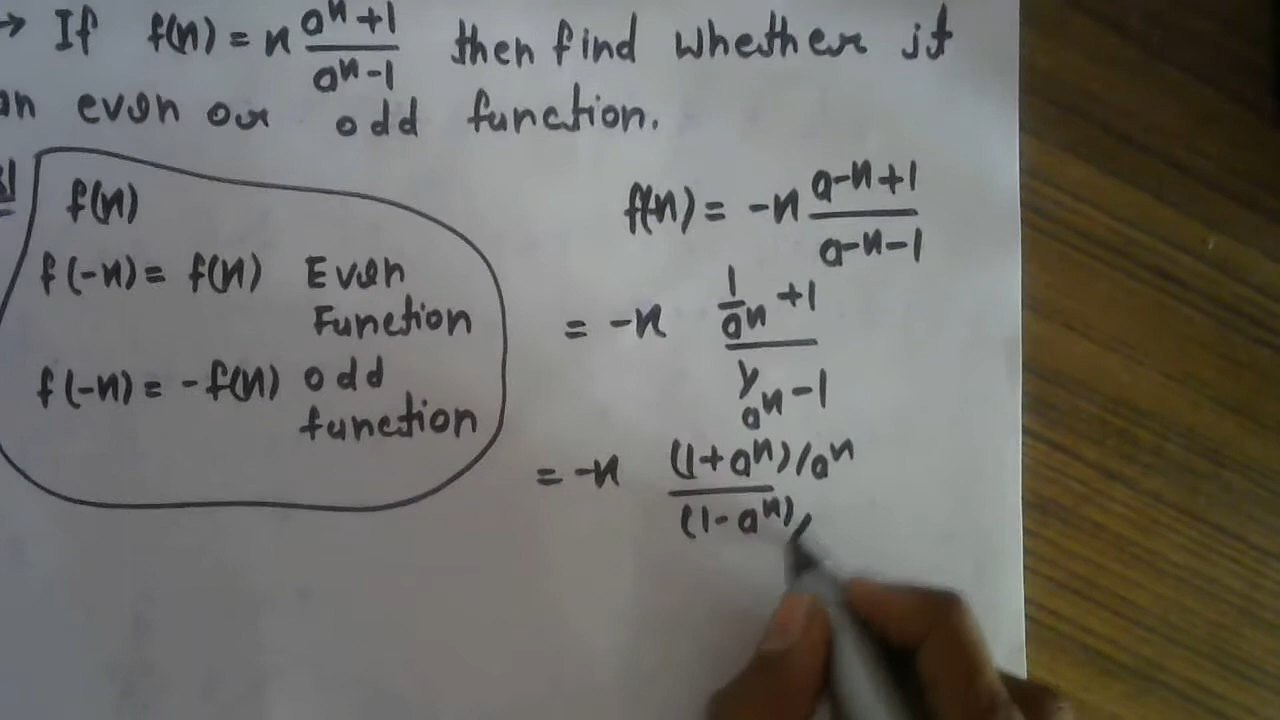 → If f(x) = x a^x+1 / a^x-1 then find whether it
an even or odd function.
f(x)
f(-x) = f(x) Even
Function
f(-x) = -f(x) odd
function
f(-x) = -x a-x+1 / a-x-1
= -x 1/a^x +1 / 1/a^x -1
= -x (1+a^x)/a^x / (1-a^x)/